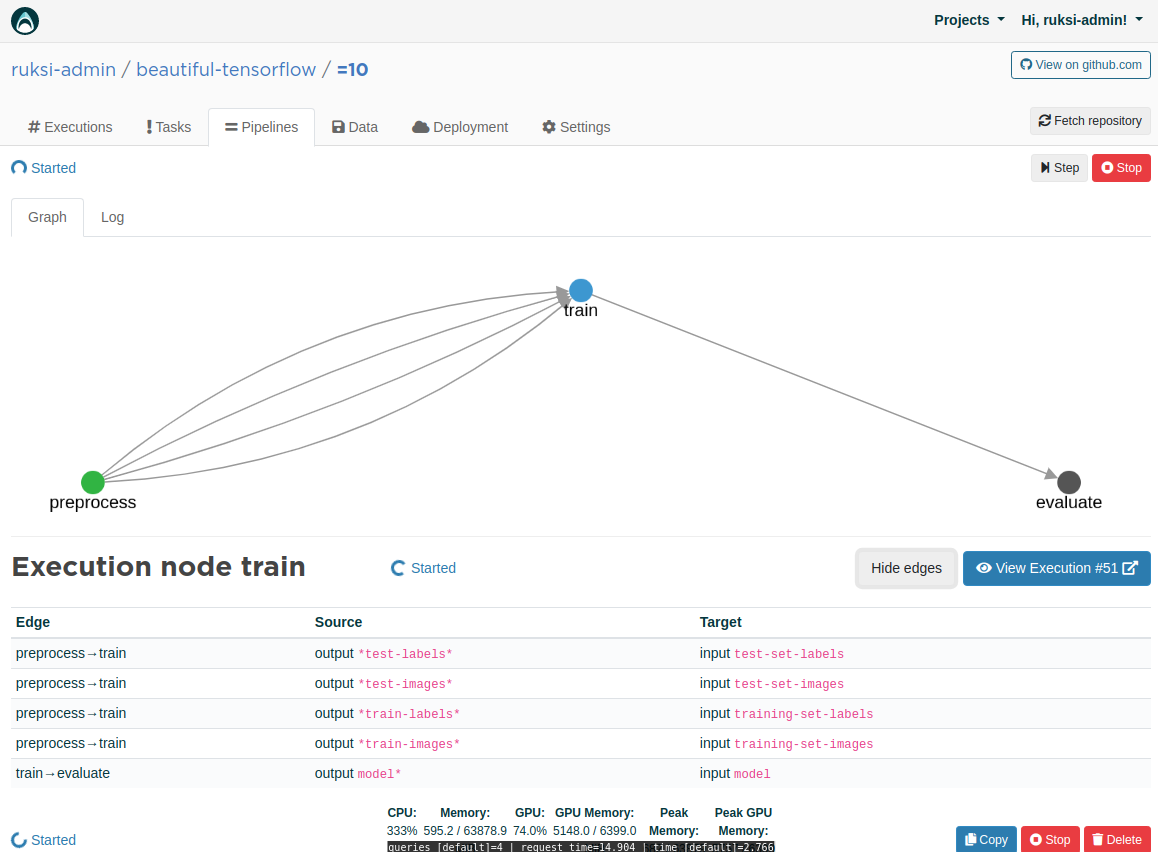 Projects Hi, ruksi-admin!
ruksi-admin / beautiful-tensorflow / =10
View on github.com
# Executions ! Tasks Pipelines Data Deployment Settings
Fetch repository
Started
Step Stop
Graph Log
train
preprocess
evaluate
Execution node train Started Hide edges View Execution #51
Edge Source Target
preprocess→train output *test-labels* input test-set-labels
preprocess→train output *test-images* input test-set-images
preprocess→train output *train-labels* input training-set-labels
preprocess→train output *train-images* input training-set-images
train→evaluate output model* input model
CPU: Memory: GPU: GPU Memory: Peak Memory: Peak GPU Memory:
333% 595.2 / 63878.9 74.0% 5148.0 / 6399.0
Started
Copy Stop Delete
queries [default]=4 | request_time=14.904 | time [default]=2.766